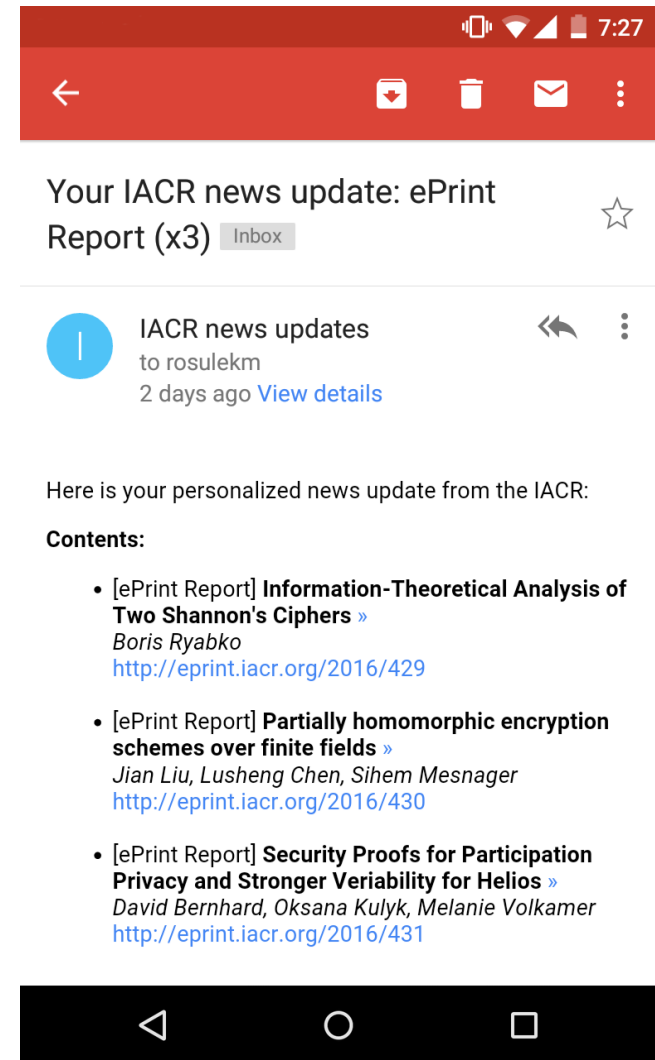 7:27
Your IACR news update: ePrint
Report (x3) Inbox
I
IACR news updates
to rosulekm
2 days ago View details
Here is your personalized news update from the IACR:
Contents:
• [ePrint Report] Information-Theoretical Analysis of
Two Shannon's Ciphers »
Boris Ryabko
http://eprint.iacr.org/2016/429
• [ePrint Report] Partially homomorphic encryption
schemes over finite fields »
Jian Liu, Lusheng Chen, Sihem Mesnager
http://eprint.iacr.org/2016/430
• [ePrint Report] Security Proofs for Participation
Privacy and Stronger Veriability for Helios »
David Bernhard, Oksana Kulyk, Melanie Volkamer
http://eprint.iacr.org/2016/431